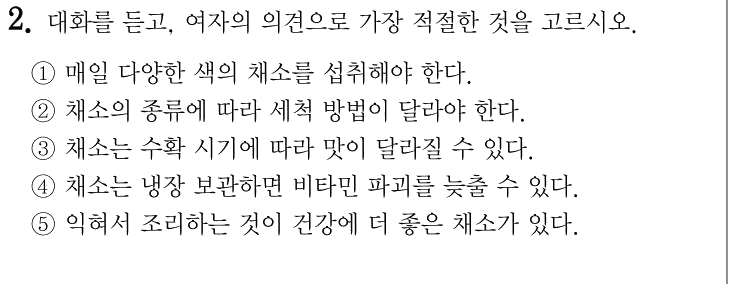 2. 대화를 듣고, 여자의 의견으로 가장 적절한 것을 고르시오.
① 매일 다양한 색의 채소를 섭취해야 한다.
② 채소의 종류에 따라 세척 방법이 달라야 한다.
③ 채소는 수확 시기에 따라 맛이 달라질 수 있다.
④ 채소는 냉장 보관하면 비타민 파괴를 늦출 수 있다.
⑤ 익혀서 조리하는 것이 건강에 더 좋은 채소가 있다.